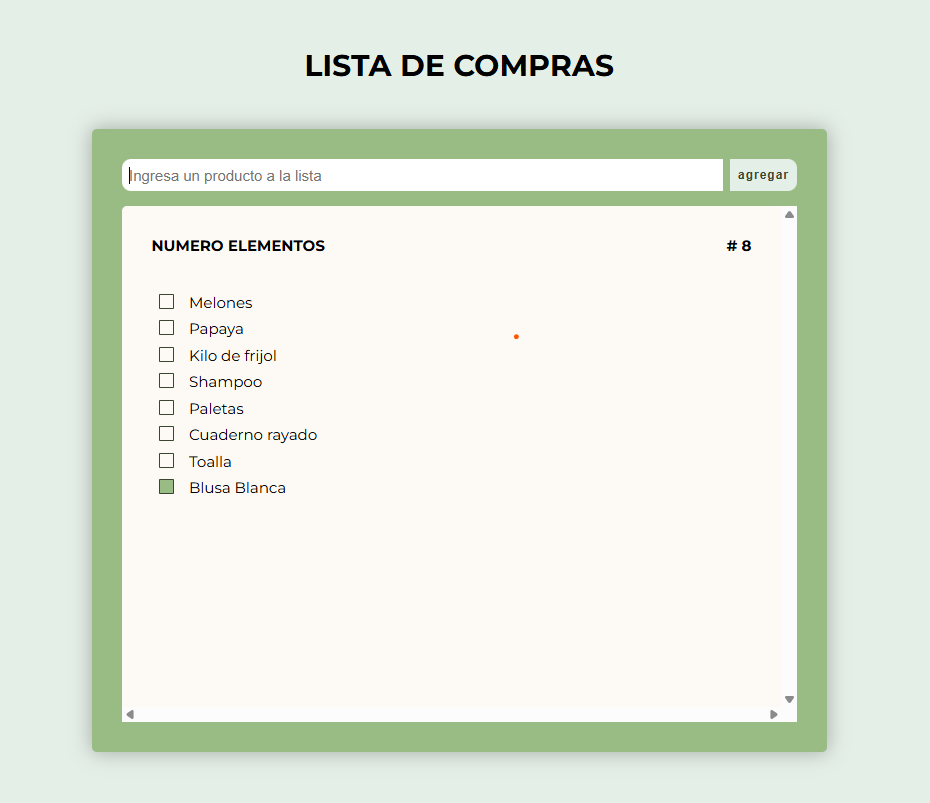 LISTA DE COMPRAS
Ingresa un producto a la lista agregar
NUMERO ELEMENTOS # 8
Melones
Papaya
Kilo de frijol
Shampoo
Paletas
Cuaderno rayado
Toalla
Blusa Blanca